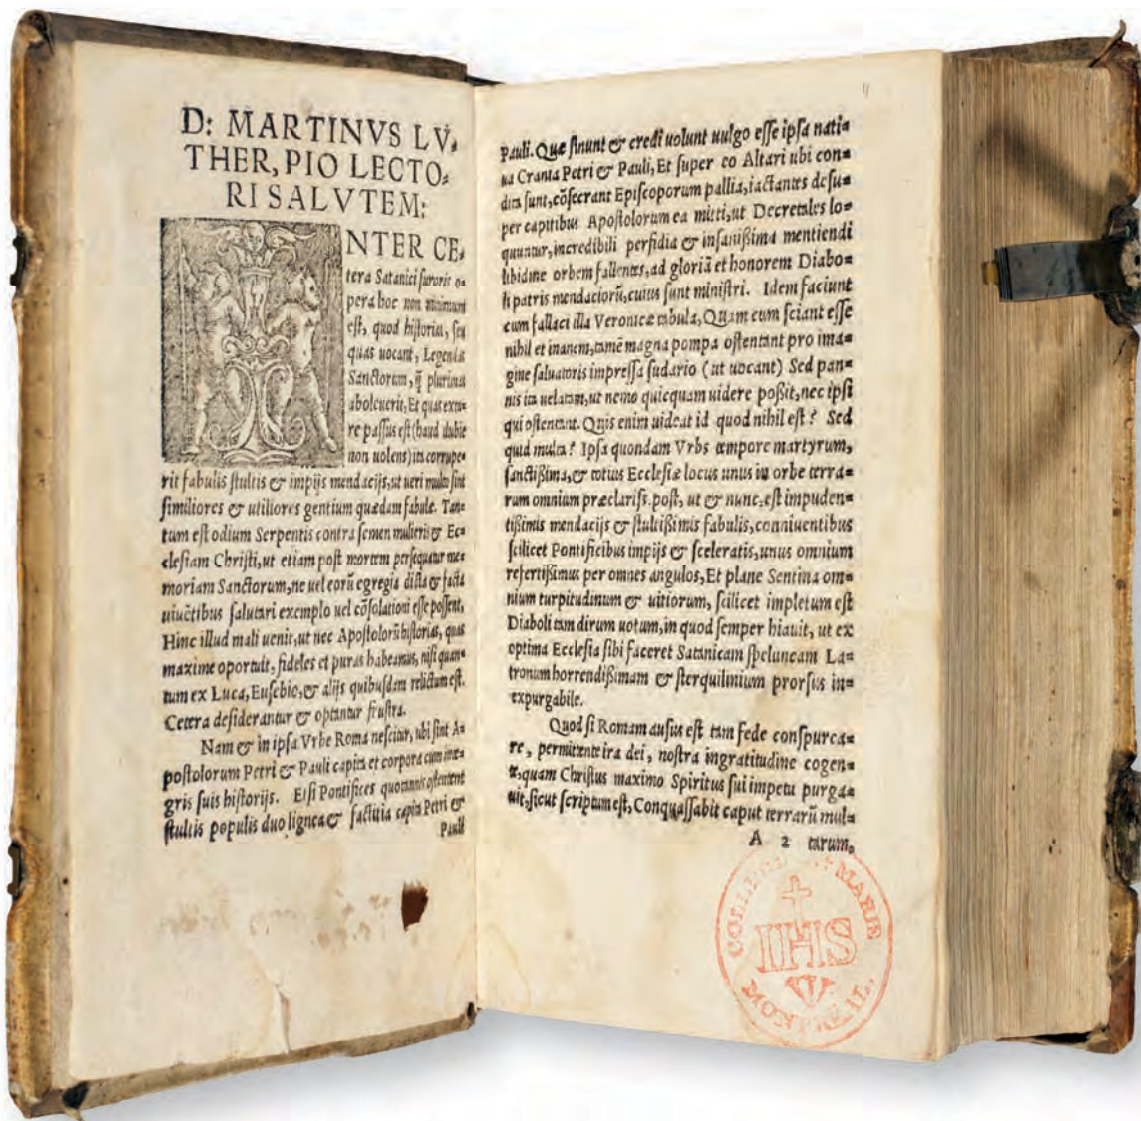 D: MARTINVS LV,
THER, PIO LECTO,
RI SALVTEM:
INTER CE,
tera Satanici furoris o⸗
pera hoc non minimum
est, quod historias, seu
quas uocant, Legendas
Sanctorum, q̃ plurimas
aboleuerit, Et quas exta⸗
re passus est (haud dubie
non uolens) ita corrupe⸗
rit fabulis stultis & impijs mendacijs, ut ueri multo sint
similiores & utiliores gentium quædam fabulæ. Tan⸗
tum est odium Serpentis contra semen mulieris & Ec⸗
clesiam Christi, ut etiam post mortem persequatur me⸗
moriam Sanctorum, ne uel eorũ egregia dicta & facta
uiuẽtibus salutari exemplo uel cõsolationi esse possent,
Hinc illud mali uenit, ut nec Apostolorũ historias, quas
maxime oportuit, fideles et puras habeamus, nisi quan⸗
tum ex Luca, Eusebio, & alijs quibusdam relictum est.
Cetera desiderantur & optantur frustra.
Nam & in ipsa Vrbe Roma nescitur, ubi sint A⸗
postolorum Petri & Pauli capita et corpora cum inte⸗
gris suis historijs. Etsi Pontifices quotannis ostentent
stultis populis duo lignea & factitia capita Petri &
Pauli
Pauli. Quæ sinunt & credi uolunt uulgo esse ipsa nati⸗
ua Crania Petri & Pauli, Et super eo Altari ubi con⸗
dita sunt, cõsecrant Episcoporum pallia, iactantes de su⸗
per capitibus Apostolorum ea mitti, ut Decretales lo⸗
quuntur, incredibili perfidia & insanißima mentiendi
libidine orbem fallentes, ad gloriã et honorem Diabo⸗
li patris mendaciorũ, cuius sunt ministri. Idem faciunt
cum fallaci illa Veronicæ tabula, Quam cum sciant esse
nihil et inanem, tamẽ magna pompa ostentant pro ima⸗
gine saluatoris impressa sudario (ut uocant) Sed pan⸗
nis ita uelatam, ut nemo quicquam uidere poßit, nec ipsi
qui ostentant. Quis enim uideat id quod nihil est? Sed
quid multa? Ipsa quondam Vrbs tempore martyrum,
sanctißima, & totius Ecclesiæ locus unus in orbe terra⸗
rum omnium præclariss. post, ut & nunc, est impuden⸗
tißimis mendacijs & stultißimis fabulis, conniuentibus
scilicet Pontificibus impijs & sceleratis, unus omnium
refertißimus per omnes angulos, Et plane Sentina om⸗
nium turpitudinum & uitiorum, scilicet impletum est
Diaboli tam dirum uotum, in quod semper hiauit, ut ex
optima Ecclesia sibi faceret Satanicam speluncam La⸗
tronum horrendißimam & sterquilinium prorsus in⸗
expurgabile.
Quod si Romam ausus est tam fede conspurca⸗
re, permittente ira dei, nostra ingratitudine cogen⸗
te, quam Christus maximo Spiritus sui impetu purga⸗
uit, sicut scriptum est, Conquassabit caput terrarũ mul⸗
A 2 tarum,
MARIÆ
IHS